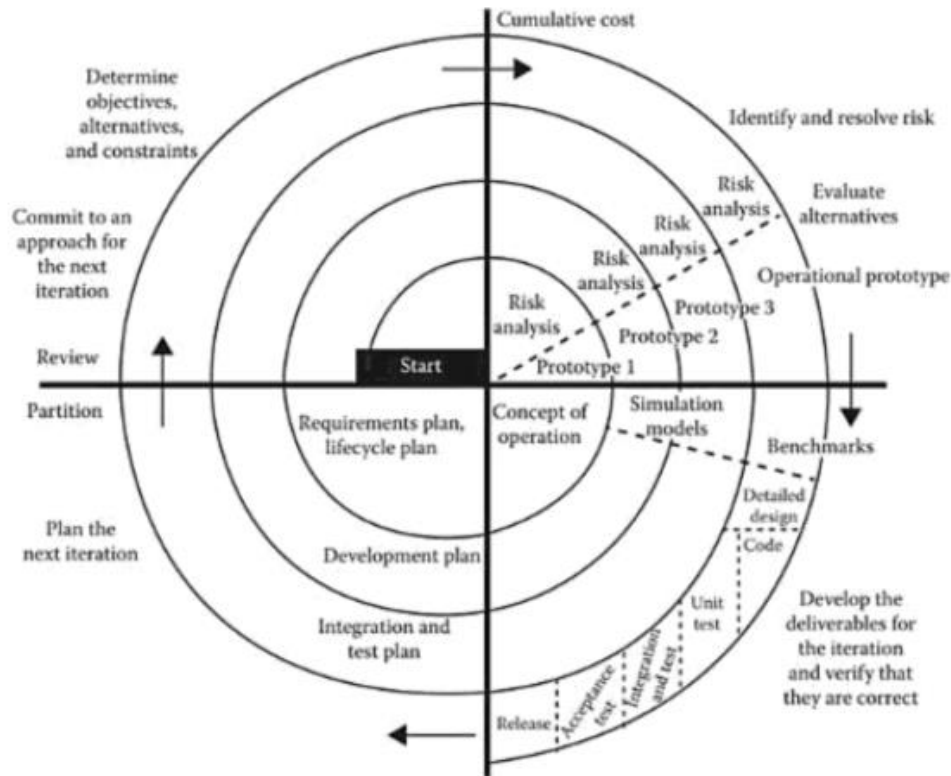 Cumulative cost
Determine
objectives,
alternatives,
and constraints
Identify and resolve risk
Commit to an
approach for
the next
iteration
Risk
analysis
Evaluate
alternatives
Risk
analysis
Risk
analysis
Operational prototype
Risk
analysis
Prototype 3
Prototype 2
Review
Start
Prototype 1
Partition
Requirements plan,
lifecycle plan
Concept of
operation
Simulation
models
Benchmarks
Detailed
design
Code
Plan the
next iteration
Development plan
Unit
test
Integration and
test plan
Develop the
deliverables for
the iteration
and verify that
they are correct
Integration
and test
Acceptance
test
Release